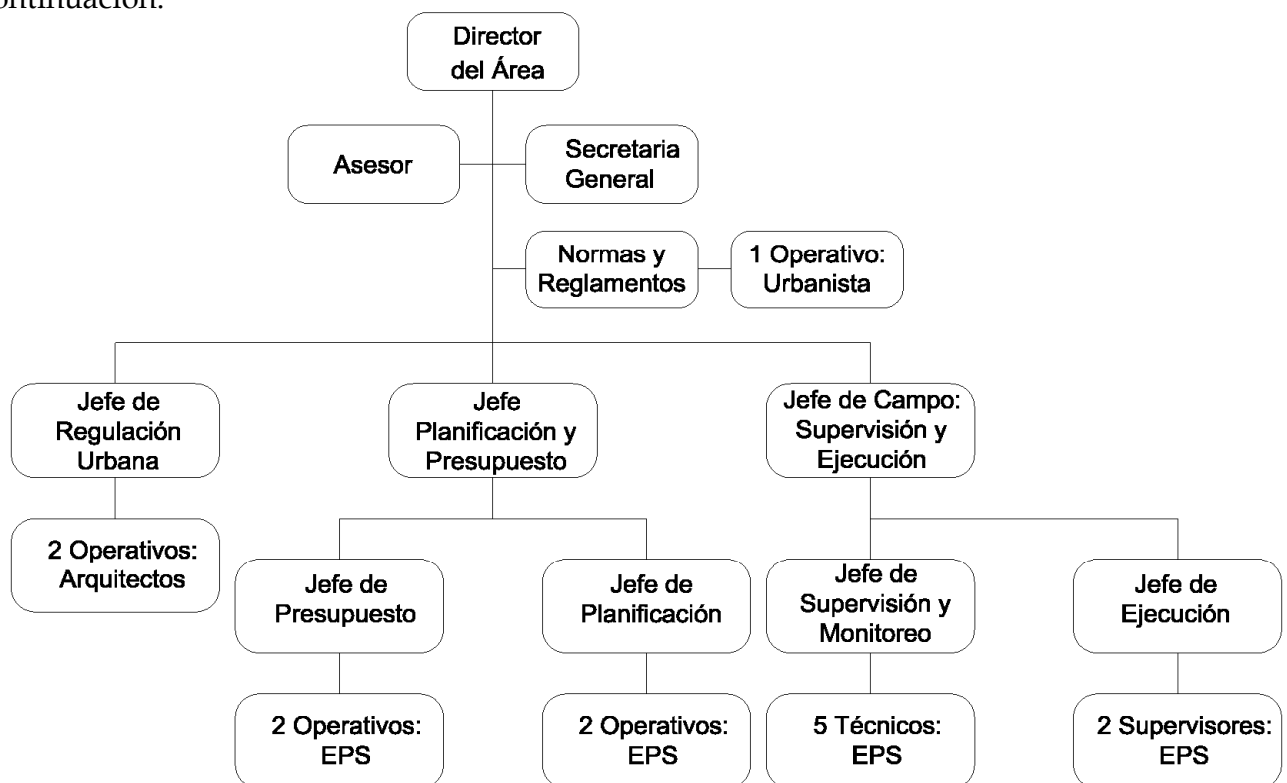 ontinuación:
Director
del Área
Asesor
Secretaria
General
Normas y
Reglamentos
1 Operativo:
Urbanista
Jefe de
Regulación
Urbana
Jefe
Planificación y
Presupuesto
Jefe de Campo:
Supervisión y
Ejecución
2 Operativos:
Arquitectos
Jefe de
Presupuesto
Jefe de
Planificación
Jefe de
Supervisión y
Monitoreo
Jefe de
Ejecución
2 Operativos:
EPS
2 Operativos:
EPS
5 Técnicos:
EPS
2 Supervisores:
EPS